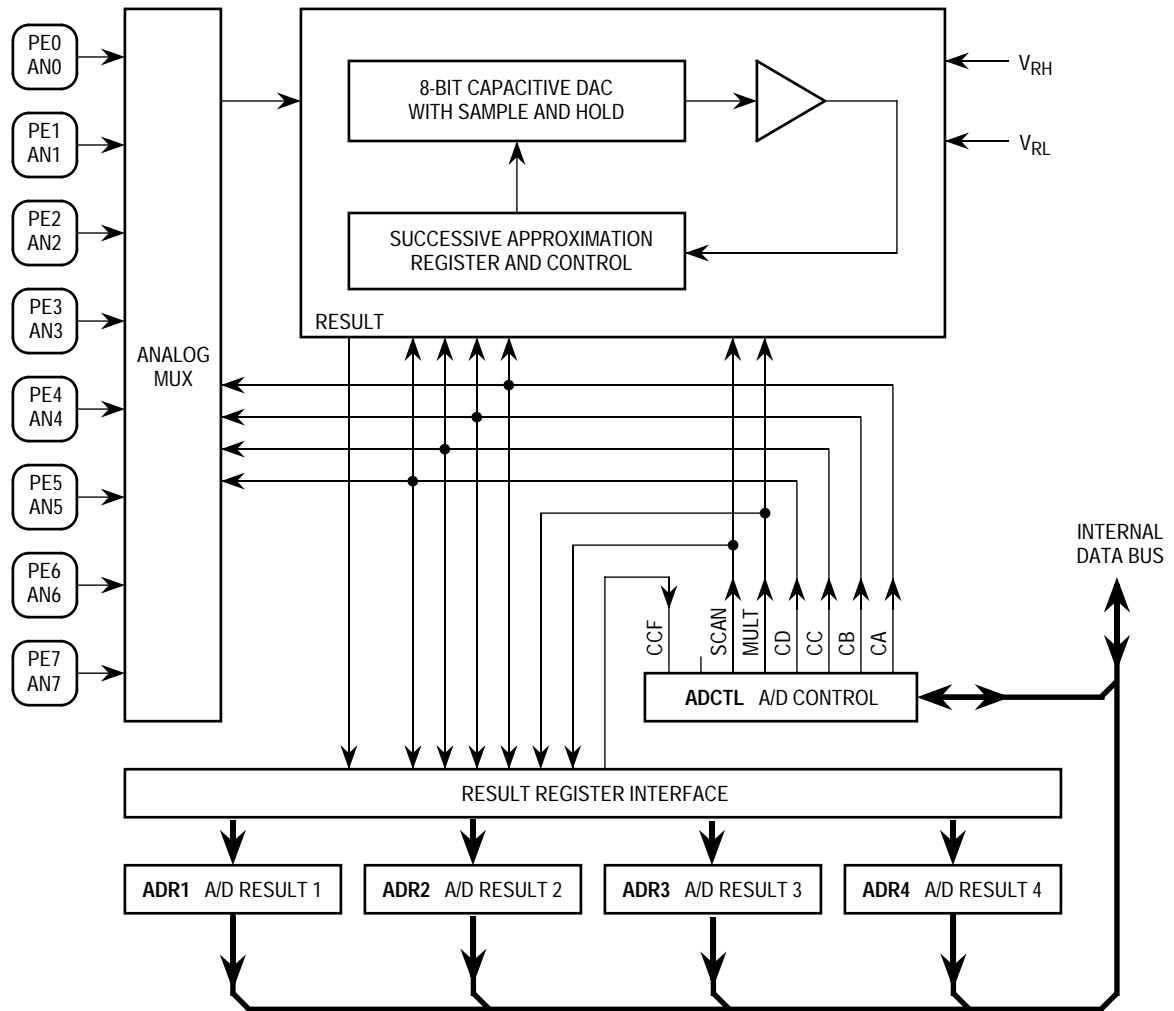 PE0
AN0
PE1
AN1
PE2
AN2
PE3
AN3
PE4
AN4
PE5
AN5
PE6
AN6
PE7
AN7
ANALOG
MUX
8-BIT CAPACITIVE DAC
WITH SAMPLE AND HOLD
SUCCESSIVE APPROXIMATION
REGISTER AND CONTROL
RESULT
VRH
VRL
INTERNAL
DATA BUS
CCF
SCAN
MULT
CD
CC
CB
CA
ADCTL A/D CONTROL
RESULT REGISTER INTERFACE
ADR1 A/D RESULT 1
ADR2 A/D RESULT 2
ADR3 A/D RESULT 3
ADR4 A/D RESULT 4